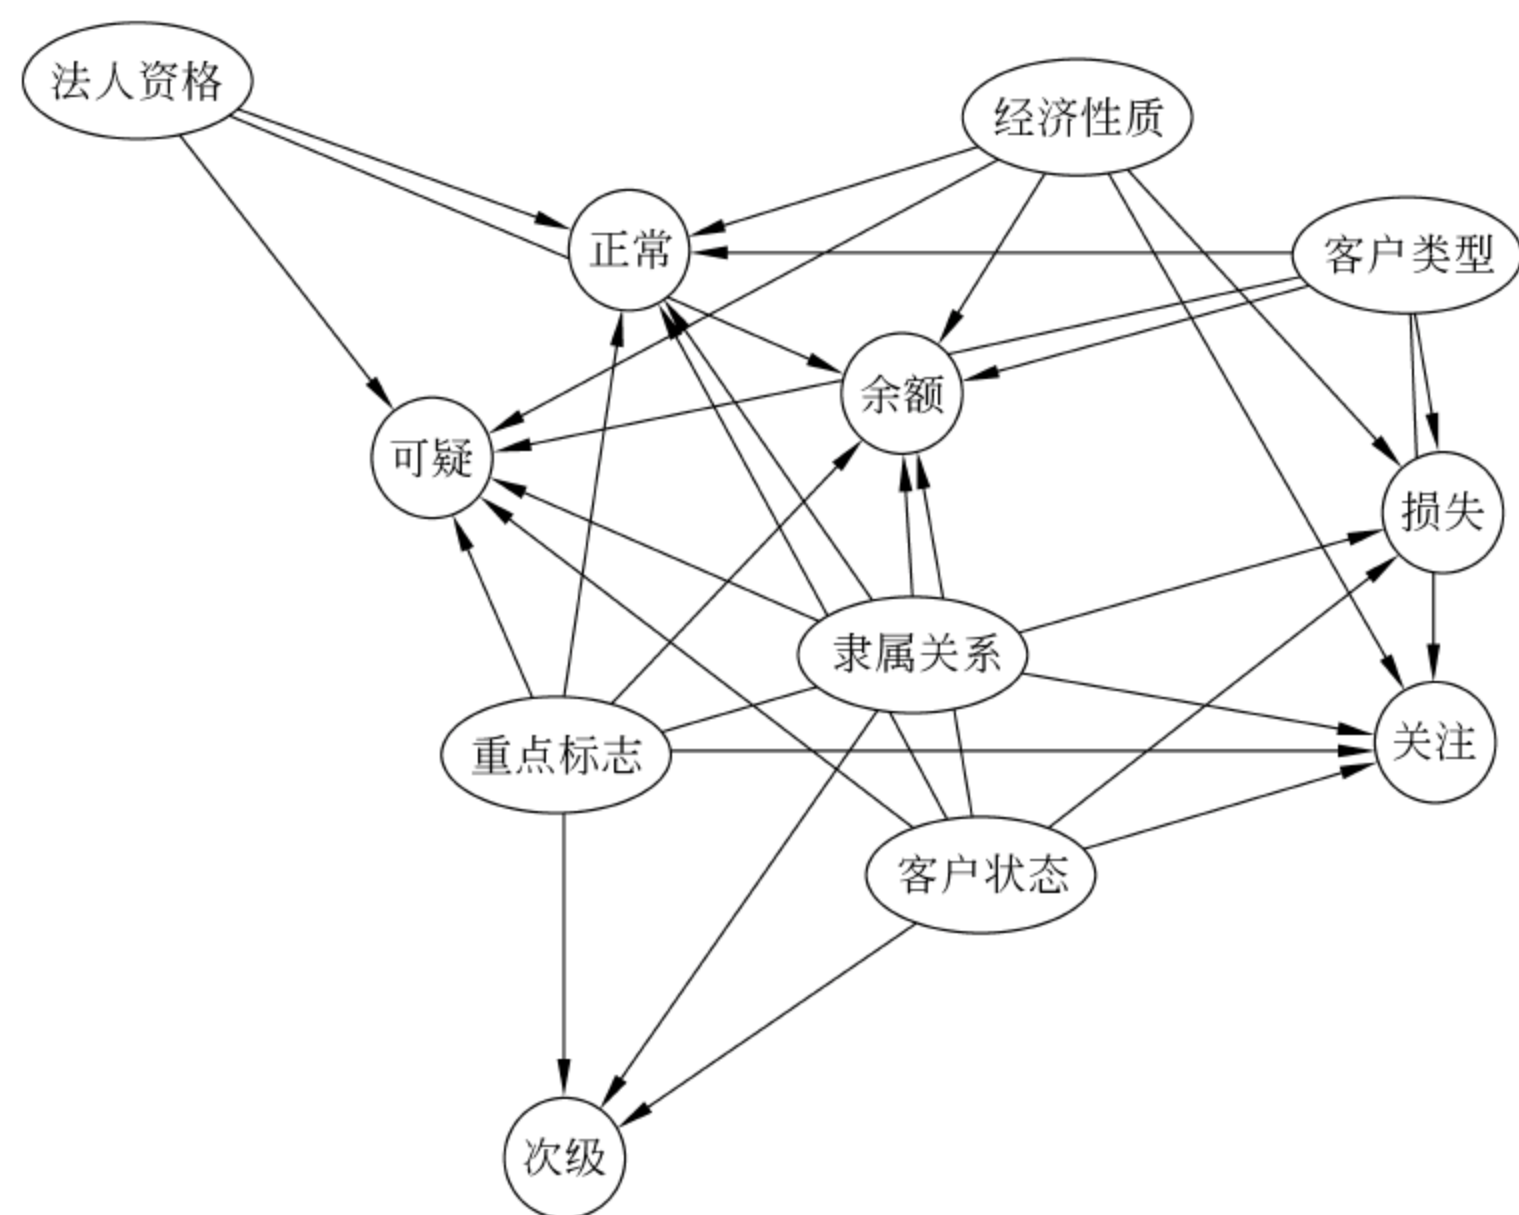 法人资格
经济性质
正常
客户类型
余额
可疑
损失
隶属关系
重点标志
关注
客户状态
次级